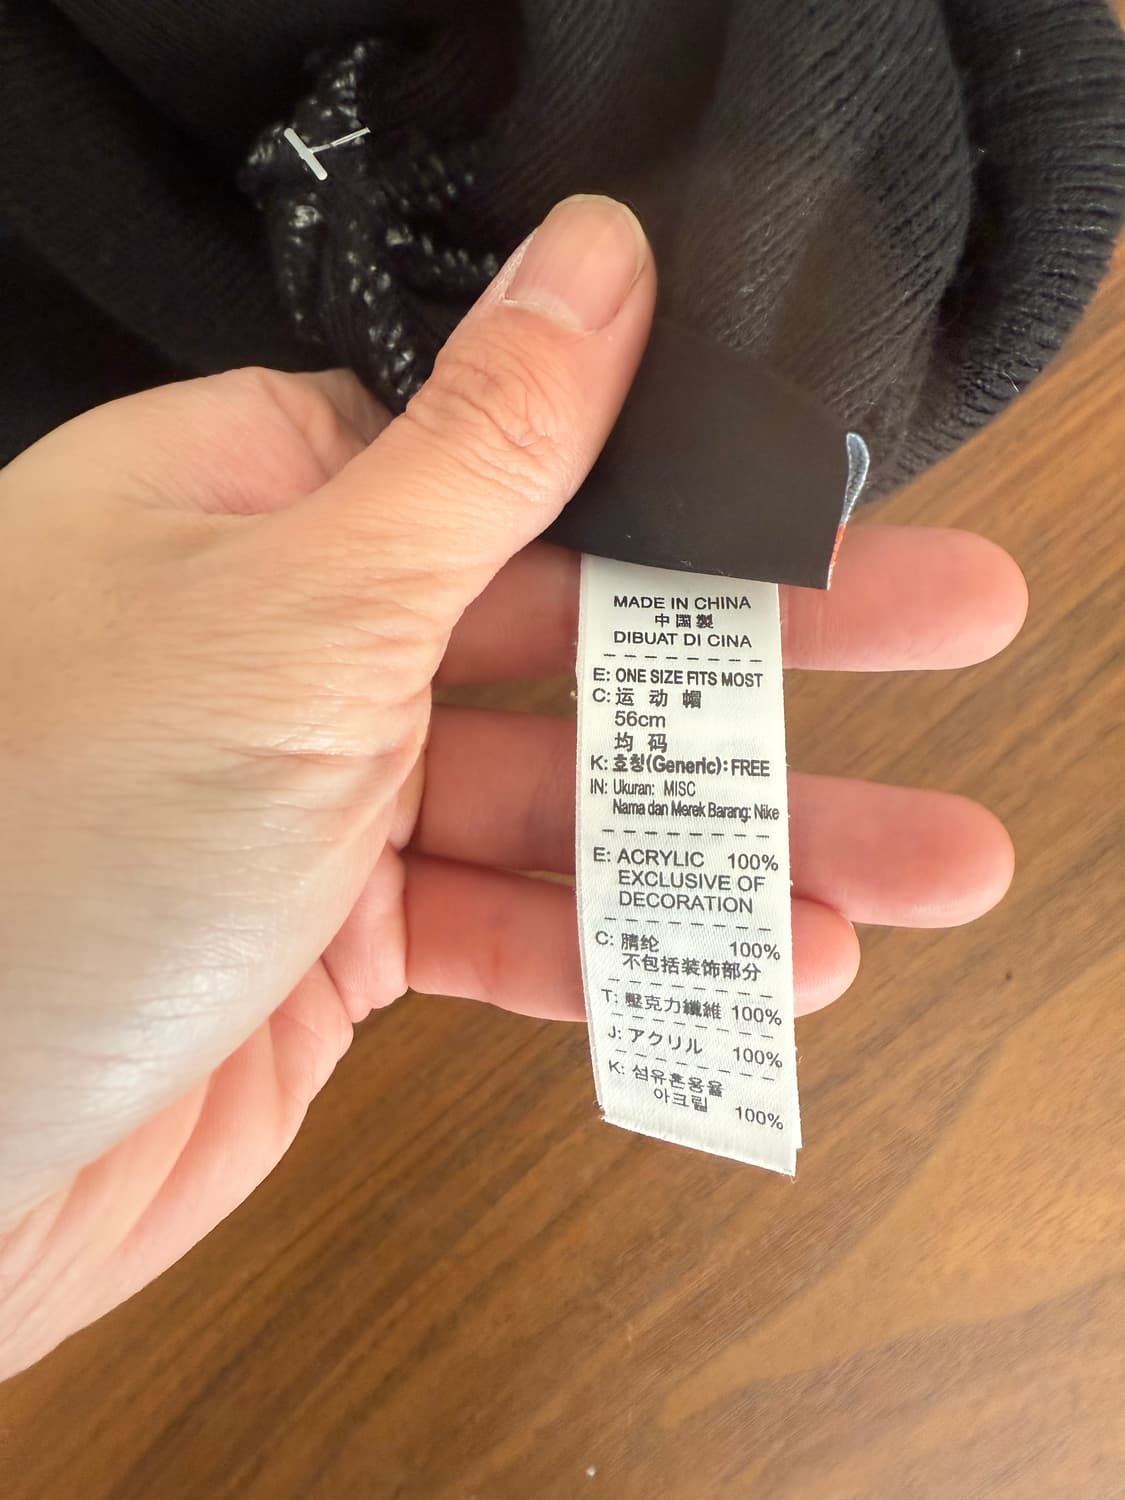 MADE IN CHINA
中国製
DIBUAT DI CINA
E: ONE SIZE FITS MOST
C: 运 动 帽
56cm
均 码
K: 호칭(Generic): FREE
IN: Ukuran: MISC
Nama dan Merek Barang: Nike
E: ACRYLIC 100%
EXCLUSIVE OF
DECORATION
C: 腈纶 100%
不包括装饰部分
T: 壓克力纖維 100%
J: アクリル 100%
K: 섬유혼용율
아크릴 100%